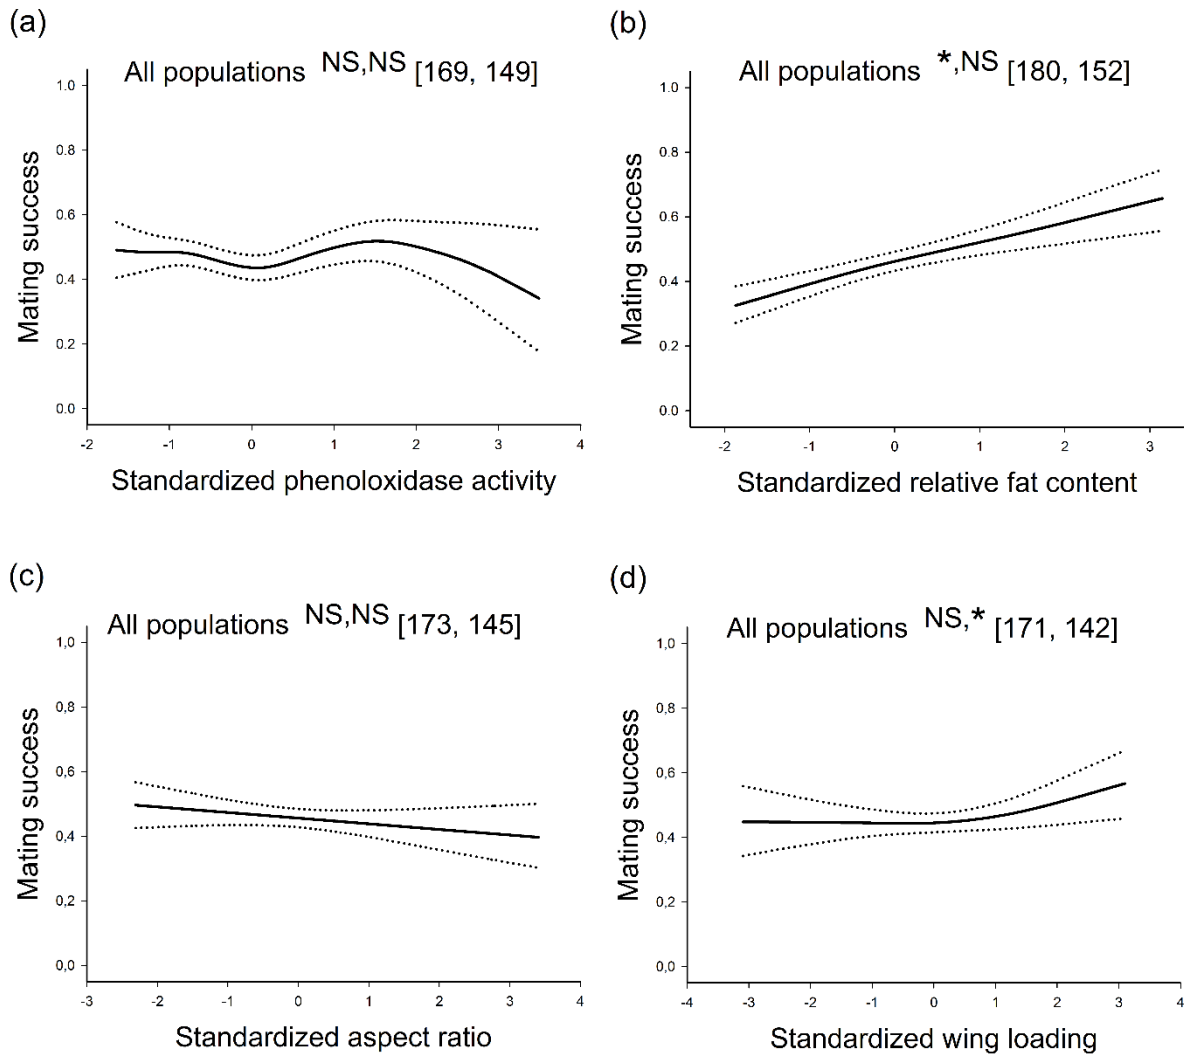 (a)
All populations NS,NS [169, 149]
1.0
0.8
0.6
0.4
0.2
0.0
Mating success
-2 -1 0 1 2 3 4
Standardized phenoloxidase activity
(b)
All populations *,NS [180, 152]
1.0
0.8
0.6
0.4
0.2
0.0
Mating success
-2 -1 0 1 2 3
Standardized relative fat content
(c)
All populations NS,NS [173, 145]
1,0
0,8
0,6
0,4
0,2
0,0
Mating success
-3 -2 -1 0 1 2 3 4
Standardized aspect ratio
(d)
All populations NS,* [171, 142]
1,0
0,8
0,6
0,4
0,2
0,0
Mating success
-4 -3 -2 -1 0 1 2 3 4
Standardized wing loading